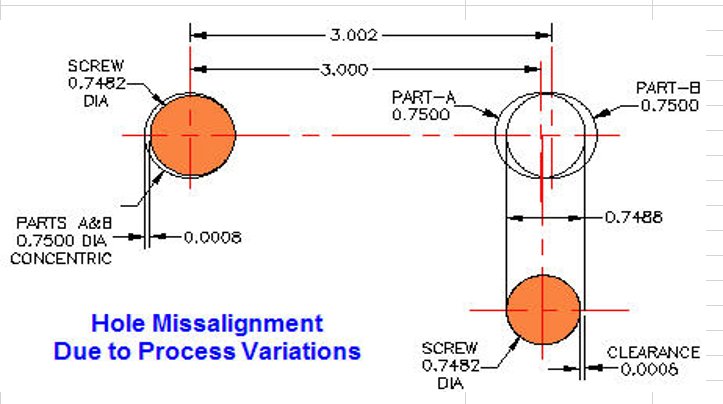 3.002
3.000
SCREW
0.7482
DIA
PART-A
0.7500
PART-B
0.7500
PARTS A&B
0.7500 DIA
CONCENTRIC
0.0008
0.7488
Hole Missalignment
Due to Process Variations
SCREW
0.7482
DIA
CLEARANCE
0.0006